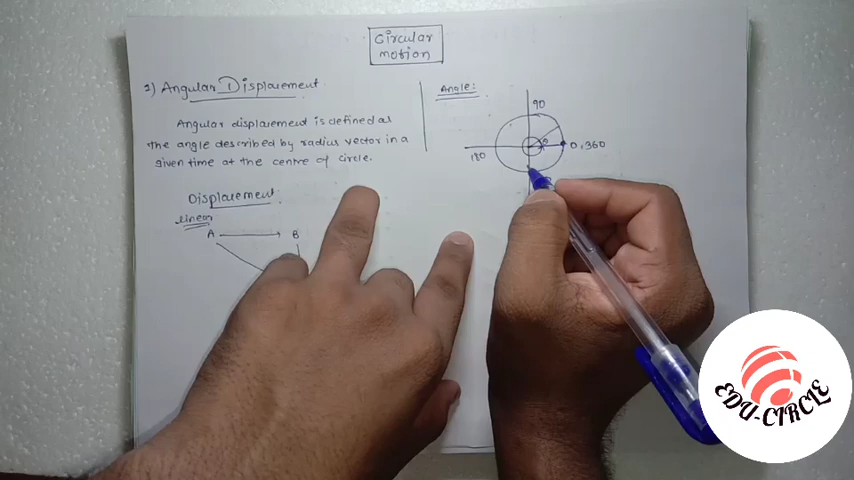 Circular
motion
2) Angular Displacement
Angular displacement is defined as
the angle described by radius vector in a
given time at the centre of circle.
Displacement
Linear
A B
Angle:
90
θ
180
0,360
EDU-CIRCLE